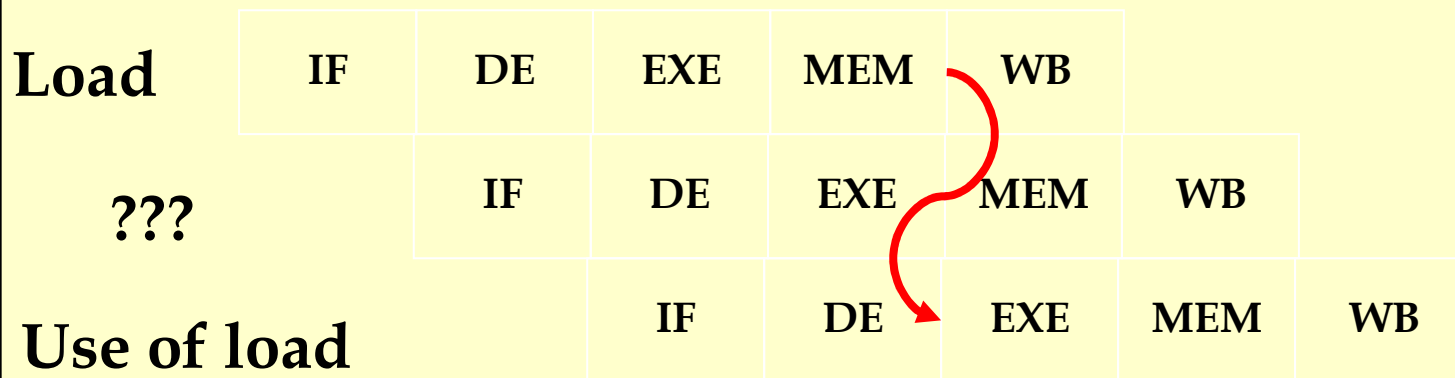 Load IF DE EXE MEM WB
??? IF DE EXE MEM WB
Use of load IF DE EXE MEM WB